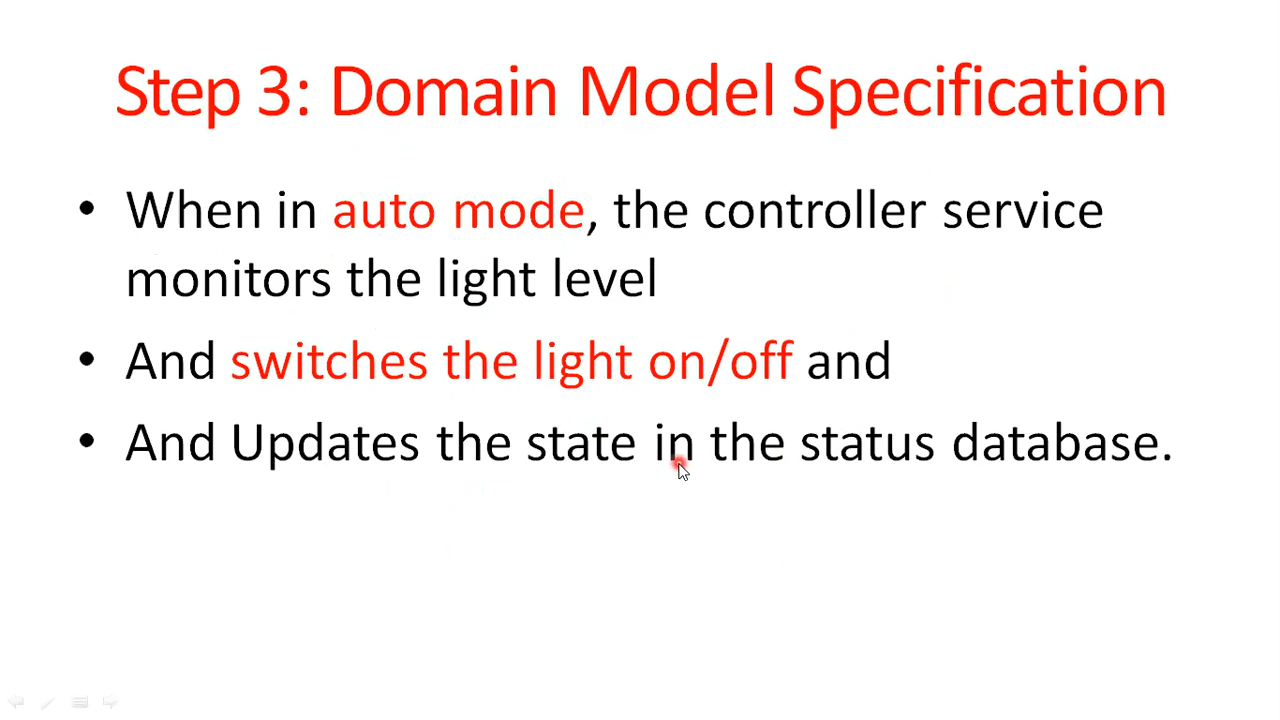 Step 3: Domain Model Specification
• When in auto mode, the controller service
monitors the light level
• And switches the light on/off and
• And Updates the state in the status database.